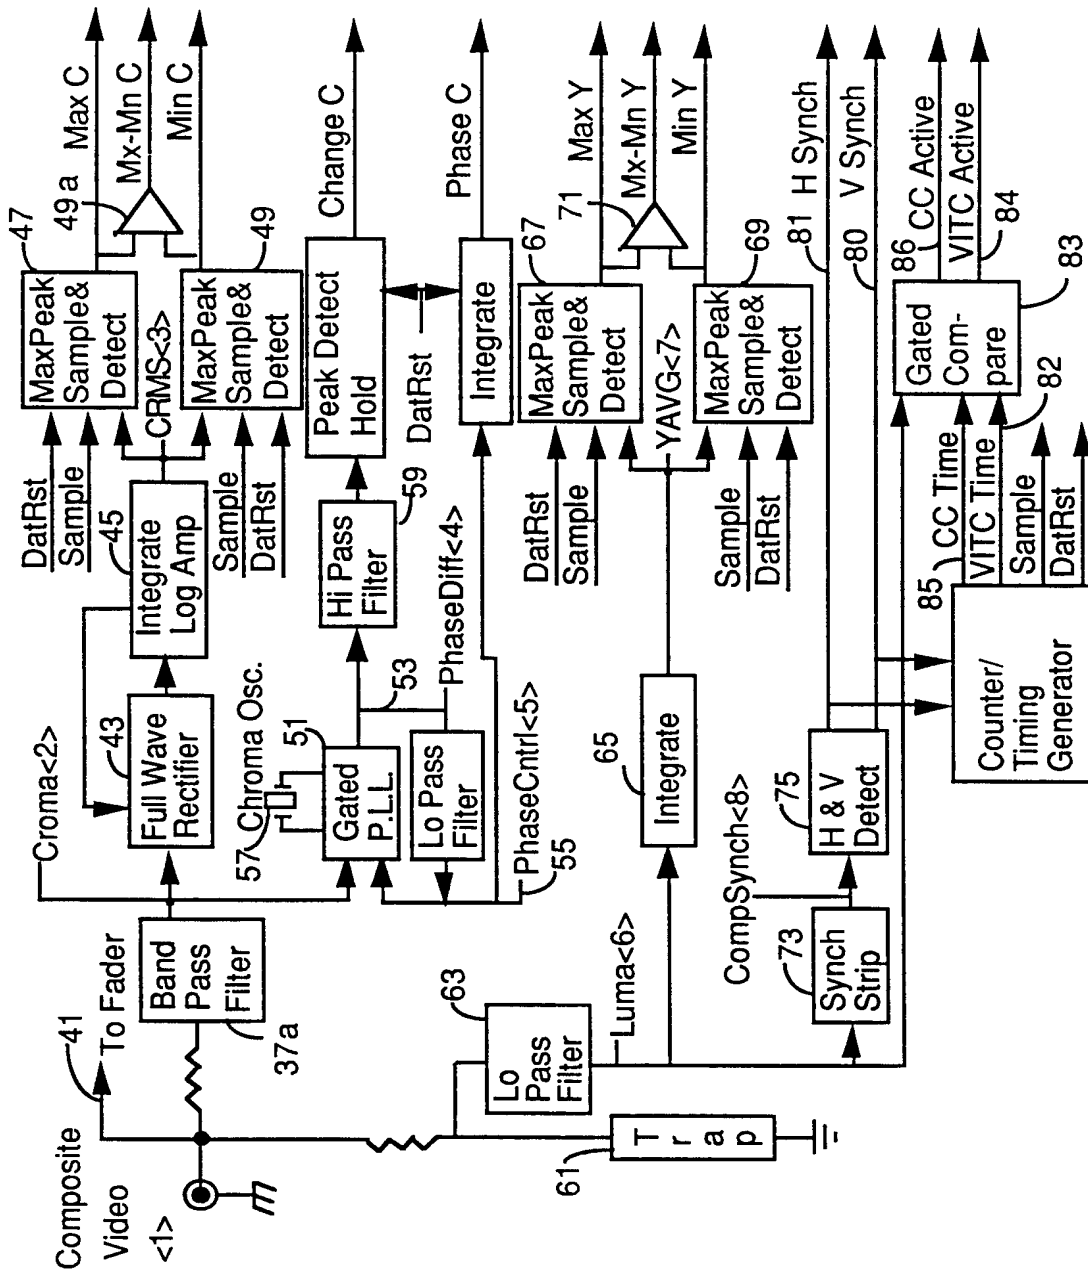 Composite
Video
<1>
41
To Fader
Band
Pass
Filter
37a
Croma<2>
43
Full Wave
Rectifier
45
Integrate
Log Amp
DatRst
Sample
CRMS<3>
Sample
DatRst
47
MaxPeak
Sample&
Detect
49
MaxPeak
Sample&
Detect
49a
Max C
Mx-Mn C
Min C
57
Chroma Osc.
51
Gated
P.L.L.
53
Lo Pass
Filter
PhaseDiff<4>
PhaseCntrl<5>
55
Hi Pass
Filter
59
Peak Detect
Hold
DatRst
Integrate
Change C
Phase C
61
Trap
63
Lo
Pass
Filter
Luma<6>
65
Integrate
YAVG<7>
DatRst
Sample
Sample
DatRst
67
MaxPeak
Sample&
Detect
69
MaxPeak
Sample&
Detect
71
Max Y
Mx-Mn Y
Min Y
73
Synch
Strip
CompSynch<8>
75
H & V
Detect
81
H Synch
80
V Synch
Counter/
Timing
Generator
85
CC Time
VITC Time
82
Sample
DatRst
Gated
Com-
pare
83
86
CC Active
VITC Active
84